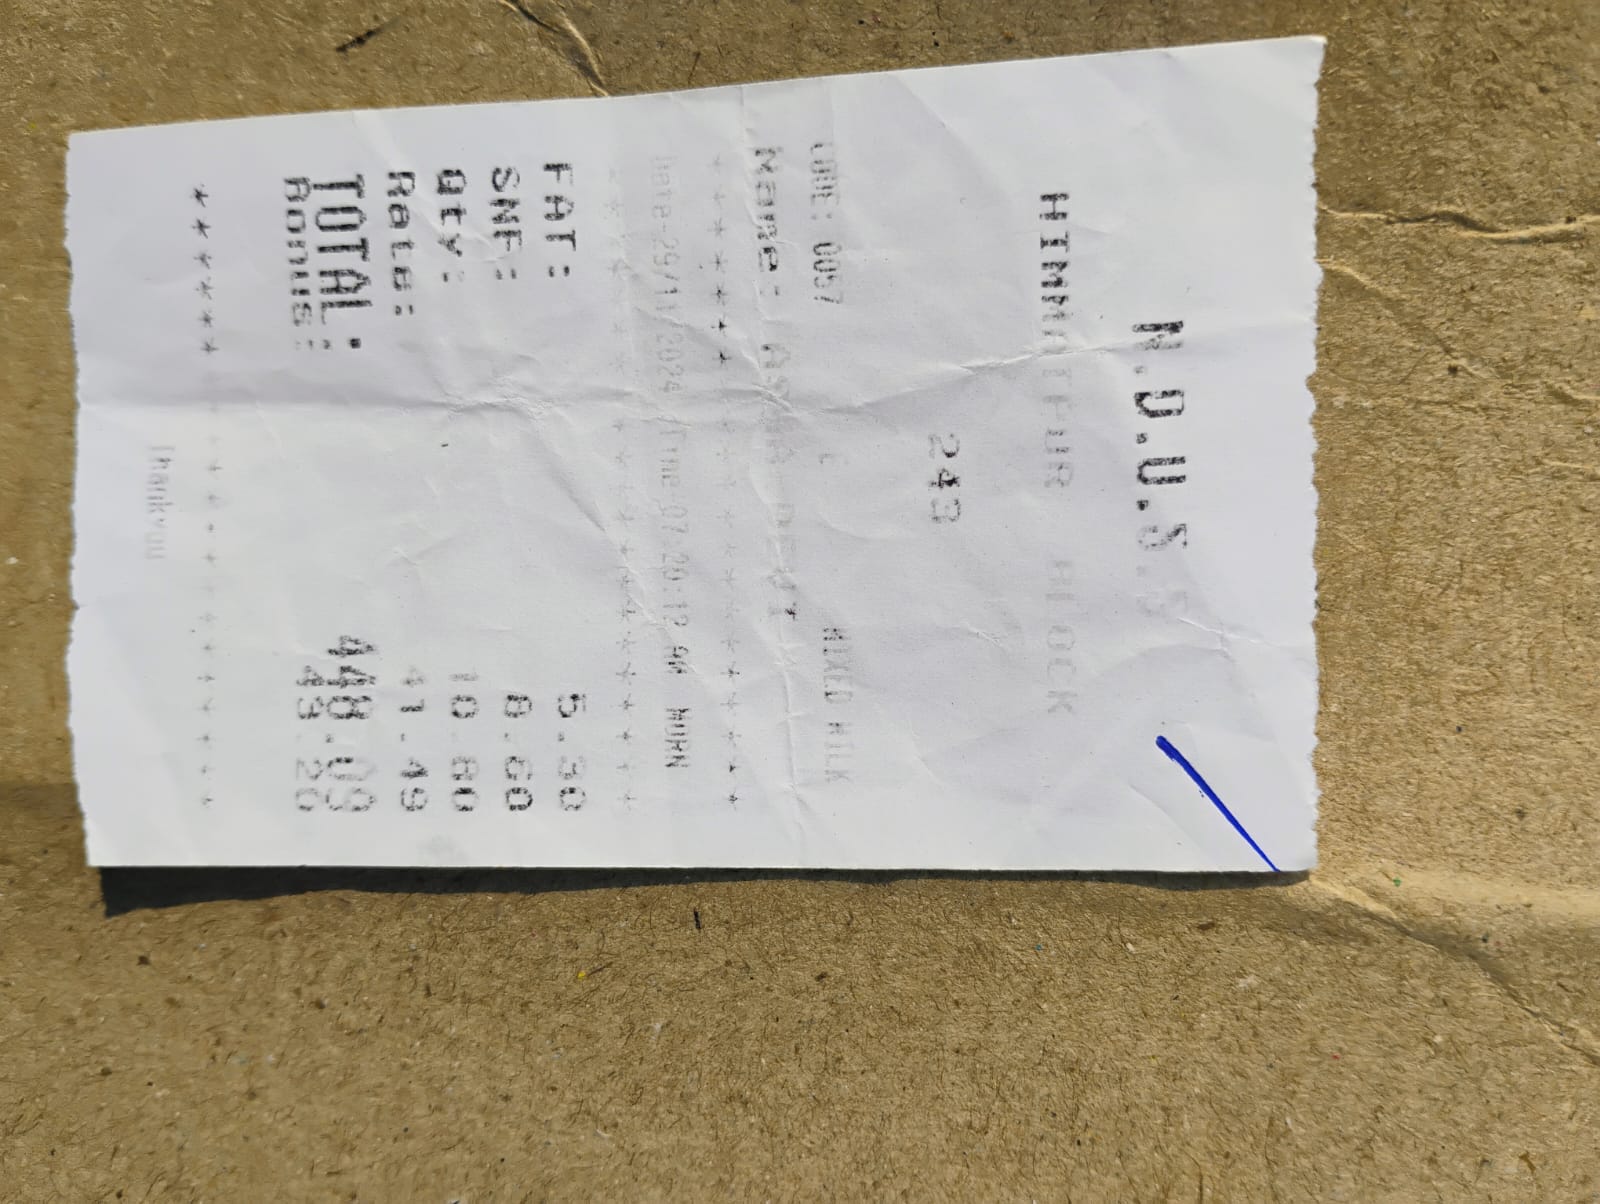 N.D.U.S.S
HIMMATPUR BLOCK
243
CODE: 0057 E MIXED MILK
Name: ASHA DEVI
*********************
Date-29/11/2024 Time-07:20:12 AM MORN
*********************
FAT: 5.30
SNF: 8.60
Qty: 10.80
Rate: 41.49
TOTAL: 448.09
Bonus: 43.20
********************
Thankyou